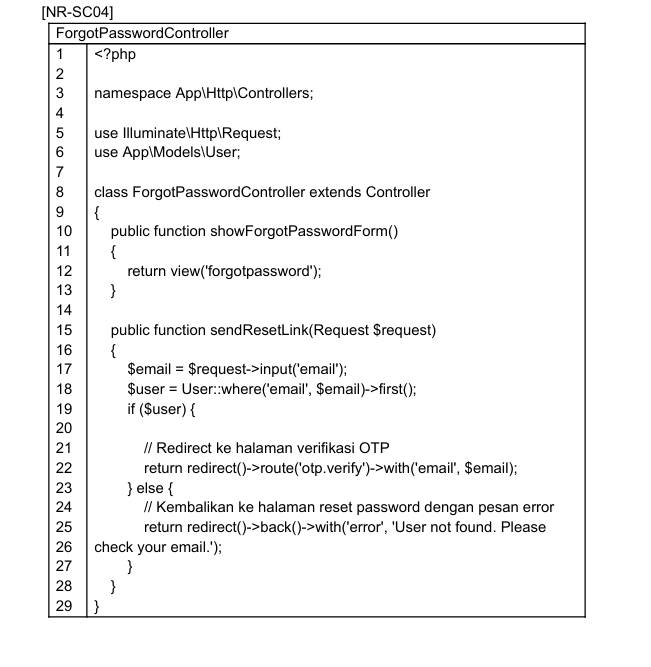 [NR-SC04]
ForgotPasswordController
1 <?php
2
3 namespace App\Http\Controllers;
4
5 use Illuminate\Http\Request;
6 use App\Models\User;
7
8 class ForgotPasswordController extends Controller
9 {
10 public function showForgotPasswordForm()
11 {
12 return view('forgotpassword');
13 }
14
15 public function sendResetLink(Request $request)
16 {
17 $email = $request->input('email');
18 $user = User::where('email', $email)->first();
19 if ($user) {
20
21 // Redirect ke halaman verifikasi OTP
22 return redirect()->route('otp.verify')->with('email', $email);
23 } else {
24 // Kembalikan ke halaman reset password dengan pesan error
25 return redirect()->back()->with('error', 'User not found. Please
26 check your email.');
27 }
28 }
29 }